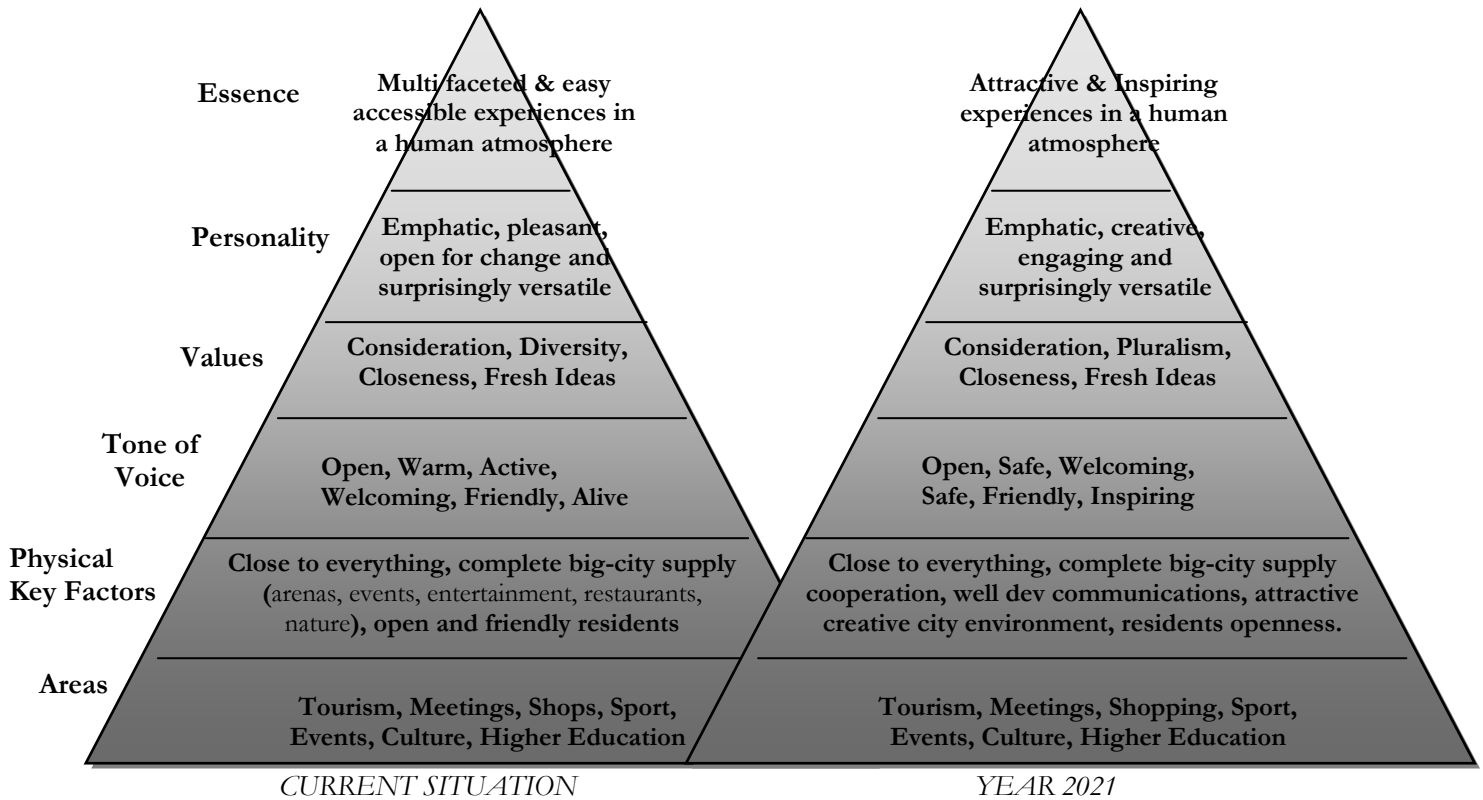 Essence
Multi faceted & easy
accessible experiences in
a human atmosphere
Attractive & Inspiring
experiences in a human
atmosphere
Personality
Emphatic, pleasant,
open for change and
surprisingly versatile
Emphatic, creative,
engaging and
surprisingly versatile
Values
Consideration, Diversity,
Closeness, Fresh Ideas
Consideration, Pluralism,
Closeness, Fresh Ideas
Tone of
Voice
Open, Warm, Active,
Welcoming, Friendly, Alive
Open, Safe, Welcoming,
Safe, Friendly, Inspiring
Physical
Key Factors
Close to everything, complete big-city supply
(arenas, events, entertainment, restaurants,
nature), open and friendly residents
Close to everything, complete big-city supply
cooperation, well dev communications, attractive
creative city environment, residents openness.
Areas
Tourism, Meetings, Shops, Sport,
Events, Culture, Higher Education
Tourism, Meetings, Shopping, Sport,
Events, Culture, Higher Education
CURRENT SITUATION
YEAR 2021